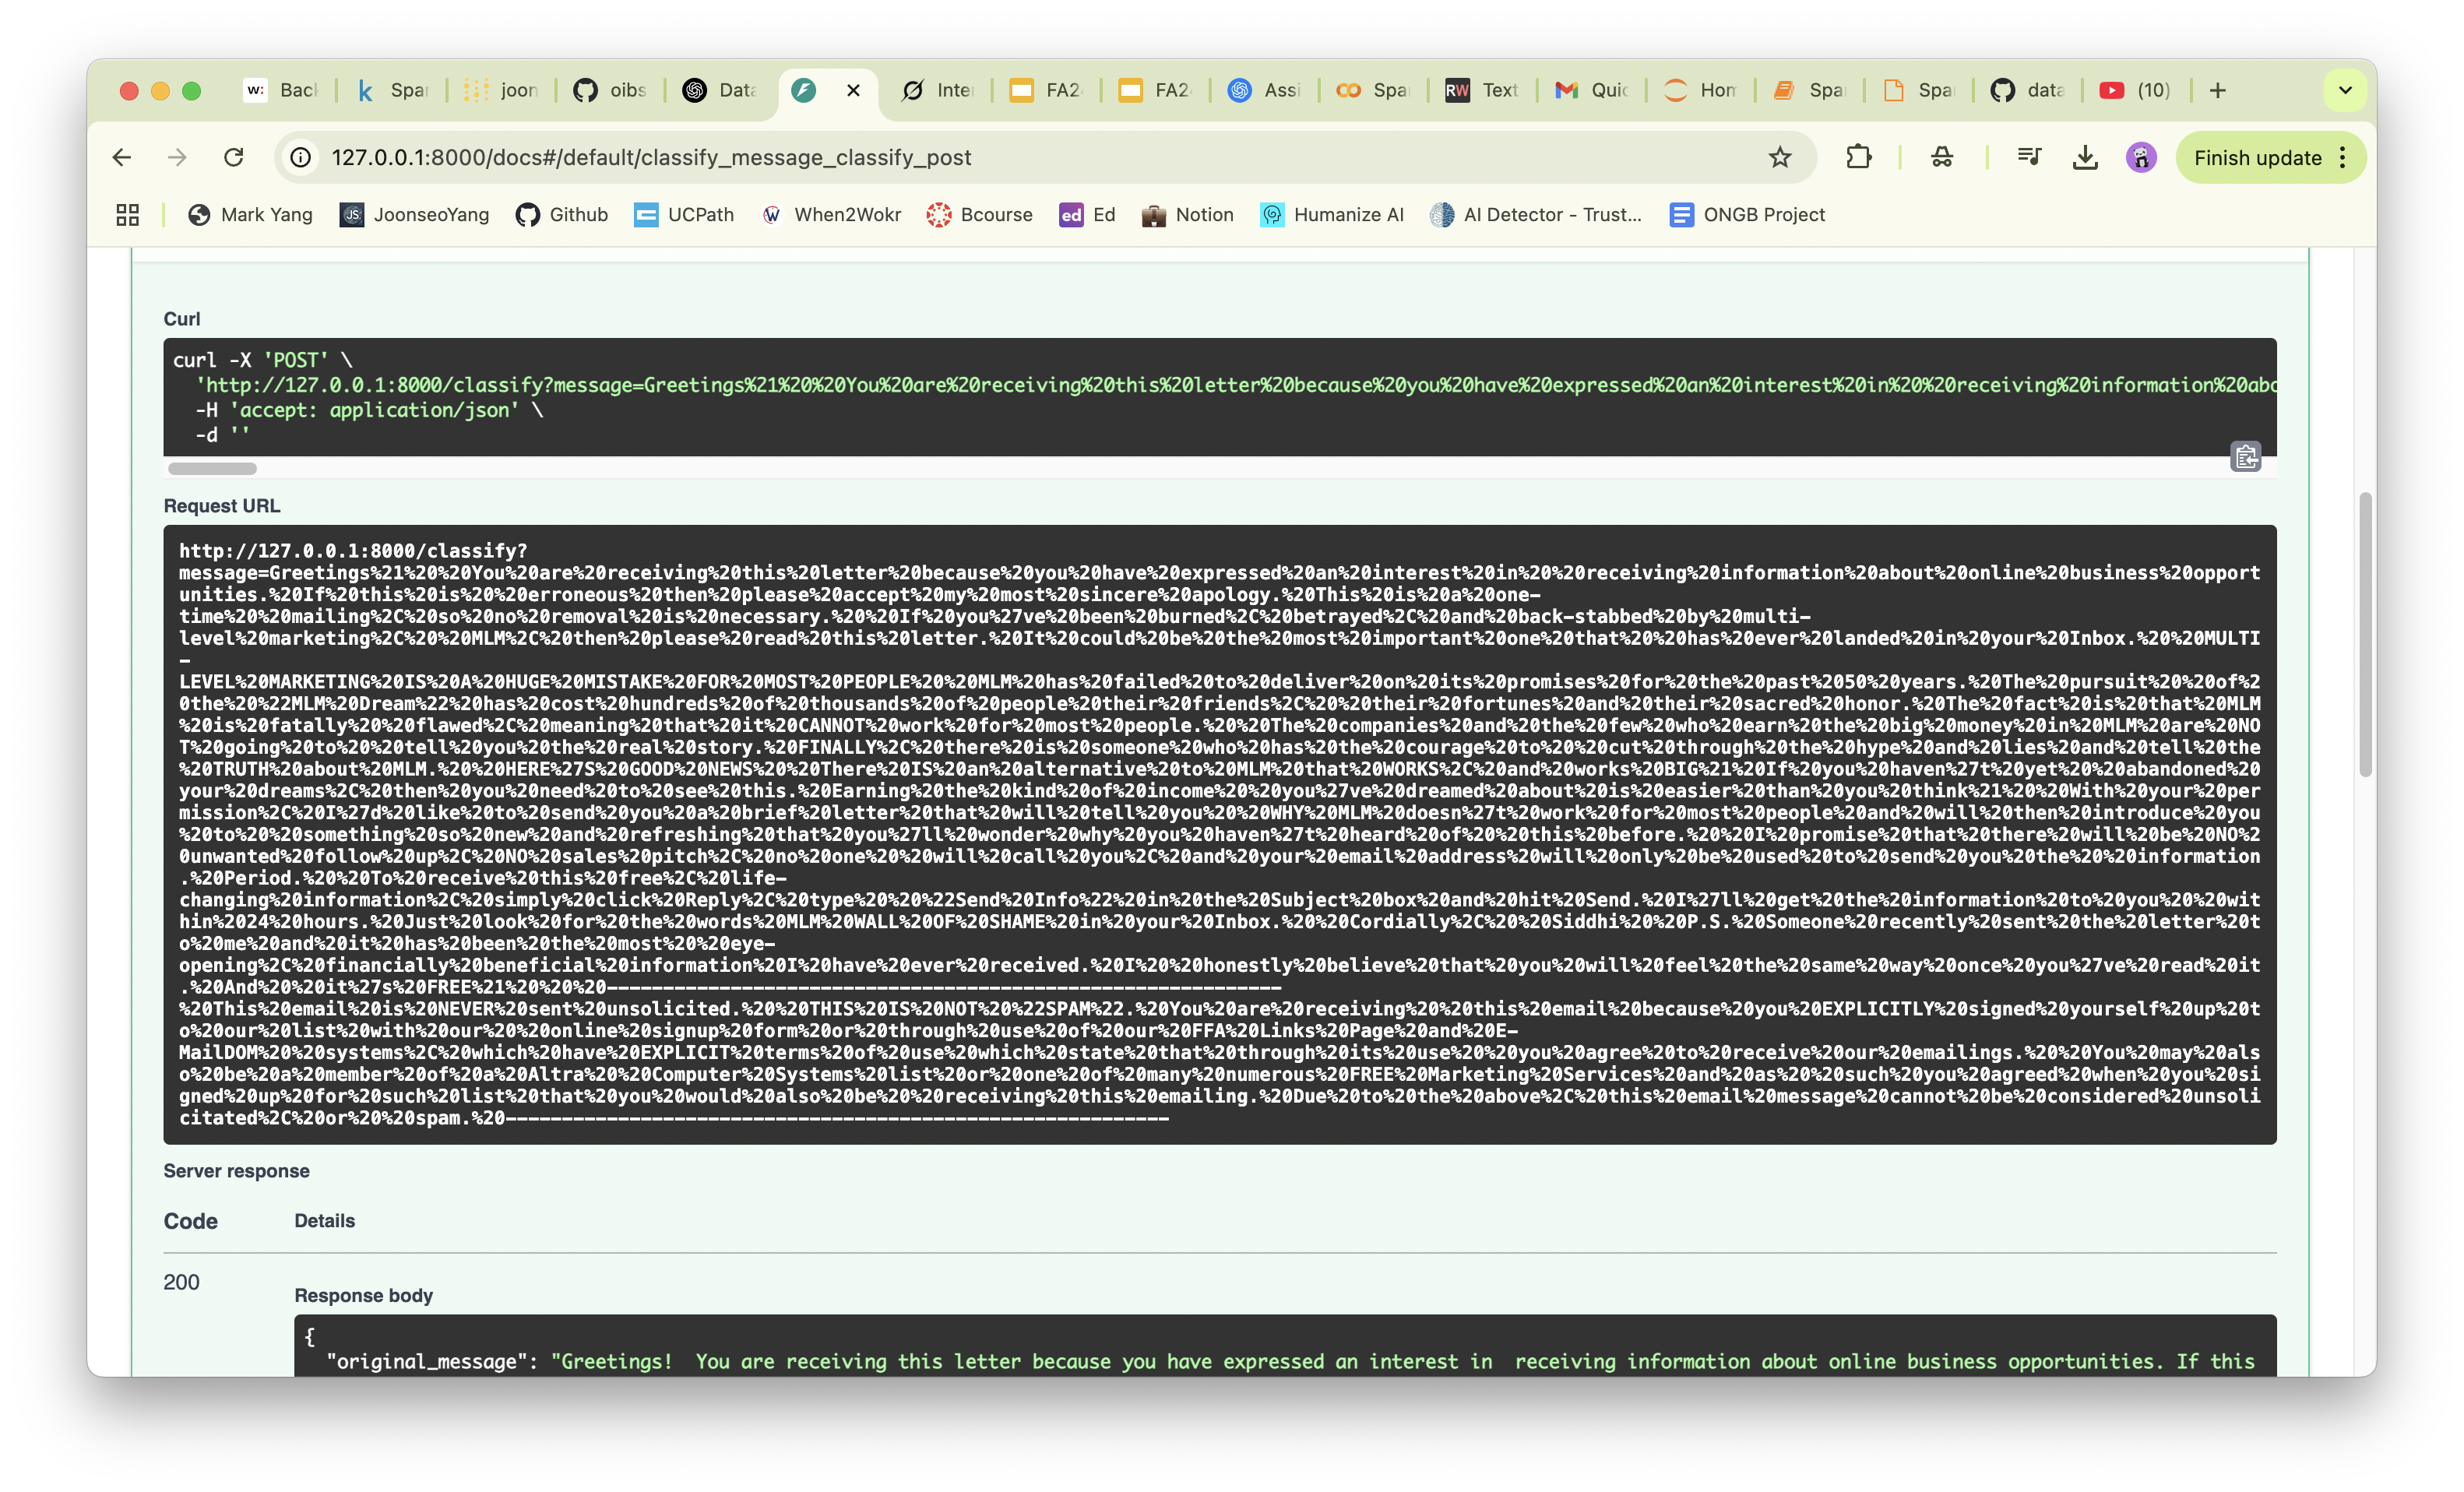 w: Back
k Spa
joon
oibs
Data
Inte
FA2
FA2
Assi
Spa
RW Text
Quic
Hom
Spa
Spa
data
(10)
127.0.0.1:8000/docs#/default/classify_message_classify_post
Finish update
Mark Yang
JS JoonseoYang
Github
UCPath
W When2Wokr
Bcourse
ed Ed
Notion
Humanize AI
AI Detector - Trust...
ONGB Project
Curl
curl -X 'POST' \
'http://127.0.0.1:8000/classify?message=Greetings%21%20%20You%20are%20receiving%20this%20letter%20because%20you%20have%20expressed%20an%20interest%20in%20%20receiving%20information%20abo
-H 'accept: application/json' \
-d ''
Request URL
http://127.0.0.1:8000/classify?
message=Greetings%21%20%20You%20are%20receiving%20this%20letter%20because%20you%20have%20expressed%20an%20interest%20in%20%20receiving%20information%20about%20online%20business%20opport
unities.%20If%20this%20is%20%20erroneous%20then%20please%20accept%20my%20most%20sincere%20apology.%20This%20is%20a%20one-
time%20%20mailing%2C%20so%20no%20removal%20is%20necessary.%20%20If%20you%27ve%20been%20burned%2C%20betrayed%2C%20and%20back-stabbed%20by%20multi-
level%20marketing%2C%20%20MLM%2C%20then%20please%20read%20this%20letter.%20It%20could%20be%20the%20most%20important%20one%20that%20%20has%20ever%20landed%20in%20your%20Inbox.%20%20MULTI
-
LEVEL%20MARKETING%20IS%20A%20HUGE%20MISTAKE%20FOR%20MOST%20PEOPLE%20%20MLM%20has%20failed%20to%20deliver%20on%20its%20promises%20for%20the%20past%2050%20years.%20The%20pursuit%20%20of%2
0the%20%22MLM%20Dream%22%20has%20cost%20hundreds%20of%20thousands%20of%20people%20their%20friends%2C%20%20their%20fortunes%20and%20their%20sacred%20honor.%20The%20fact%20is%20that%20MLM
%20is%20fatally%20%20flawed%2C%20meaning%20that%20it%20CANNOT%20work%20for%20most%20people.%20%20The%20companies%20and%20the%20few%20who%20earn%20the%20big%20money%20in%20MLM%20are%20NO
T%20going%20to%20%20tell%20you%20the%20real%20story.%20FINALLY%2C%20there%20is%20someone%20who%20has%20the%20courage%20to%20%20cut%20through%20the%20hype%20and%20lies%20and%20tell%20the
%20TRUTH%20about%20MLM.%20%20HERE%27S%20GOOD%20NEWS%20%20There%20IS%20an%20alternative%20to%20MLM%20that%20WORKS%2C%20and%20works%20BIG%21%20If%20you%20haven%27t%20yet%20%20abandoned%20
your%20dreams%2C%20then%20you%20need%20to%20see%20this.%20Earning%20the%20kind%20of%20income%20%20you%27ve%20dreamed%20about%20is%20easier%20than%20you%20think%21%20%20With%20your%20per
mission%2C%20I%27d%20like%20to%20send%20you%20a%20brief%20letter%20that%20will%20tell%20you%20%20WHY%20MLM%20doesn%27t%20work%20for%20most%20people%20and%20will%20then%20introduce%20you
%20to%20%20something%20so%20new%20and%20refreshing%20that%20you%27ll%20wonder%20why%20you%20haven%27t%20heard%20of%20%20this%20before.%20%20I%20promise%20that%20there%20will%20be%20NO%2
0unwanted%20follow%20up%2C%20NO%20sales%20pitch%2C%20no%20one%20%20will%20call%20you%2C%20and%20your%20email%20address%20will%20only%20be%20used%20to%20send%20you%20the%20%20information
.%20Period.%20%20To%20receive%20this%20free%2C%20life-
changing%20information%2C%20simply%20click%20Reply%2C%20type%20%20%22Send%20Info%22%20in%20the%20Subject%20box%20and%20hit%20Send.%20I%27ll%20get%20the%20information%20to%20you%20%20wit
hin%2024%20hours.%20Just%20look%20for%20the%20words%20MLM%20WALL%20OF%20SHAME%20in%20your%20Inbox.%20%20Cordially%2C%20%20Siddhi%20%20P.S.%20Someone%20recently%20sent%20the%20letter%20t
o%20me%20and%20it%20has%20been%20the%20most%20%20eye-
opening%2C%20financially%20beneficial%20information%20I%20have%20ever%20received.%20I%20%20honestly%20believe%20that%20you%20will%20feel%20the%20same%20way%20once%20you%27ve%20read%20it
.%20And%20%20it%27s%20FREE%21%20%20%20------------------------------------------------------------
%20This%20email%20is%20NEVER%20sent%20unsolicited.%20%20THIS%20IS%20NOT%20%22SPAM%22.%20You%20are%20receiving%20%20this%20email%20because%20you%20EXPLICITLY%20signed%20yourself%20up%20t
o%20our%20list%20with%20our%20%20online%20signup%20form%20or%20through%20use%20of%20our%20FFA%20Links%20Page%20and%20E-
MailDOM%20%20systems%2C%20which%20have%20EXPLICIT%20terms%20of%20use%20which%20state%20that%20through%20its%20use%20%20you%20agree%20to%20receive%20our%20emailings.%20%20You%20may%20als
o%20be%20a%20member%20of%20a%20Altra%20%20Computer%20Systems%20list%20or%20one%20of%20many%20numerous%20FREE%20Marketing%20Services%20and%20as%20%20such%20you%20agreed%20when%20you%20si
gned%20up%20for%20such%20list%20that%20you%20would%20also%20be%20%20receiving%20this%20emailing.%20Due%20to%20the%20above%2C%20this%20email%20message%20cannot%20be%20considered%20unsoli
citated%2C%20or%20%20spam.%20-----------------------------------------------------------
Server response
Code Details
200
Response body
{
"original_message": "Greetings!  You are receiving this letter because you have expressed an interest in  receiving information about online business opportunities. If this